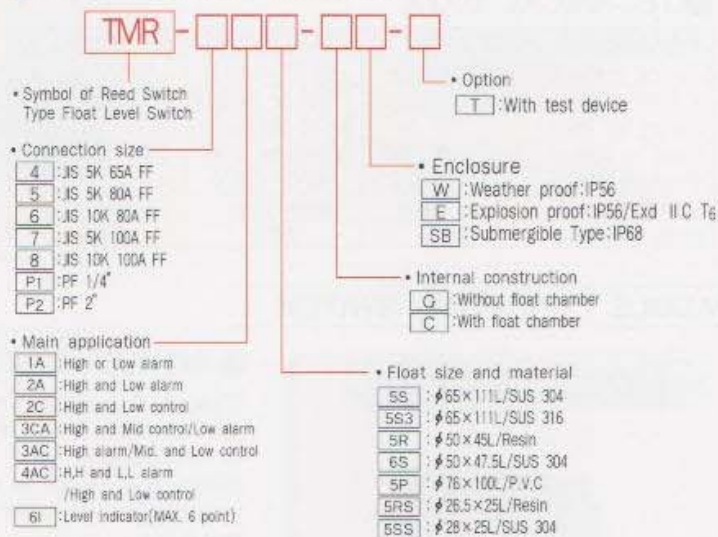 TMR - □□□ - □□ - □
• Symbol of Reed Switch
Type Float Level Switch
• Connection size
4 :JIS 5K 65A FF
5 :JIS 5K 80A FF
6 :JIS 10K 80A FF
7 :JIS 5K 100A FF
8 :JIS 10K 100A FF
P1 :PF 1/4"
P2 :PF 2"
• Main application
1A :High or Low alarm
2A :High and Low alarm
2C :High and Low control
3CA :High and Mid control/Low alarm
3AC :High alarm/Mid. and Low control
4AC :H,H and L,L alarm
/High and Low control
6I :Level indicator(MAX. 6 point)
• Option
T :With test device
• Enclosure
W :Weather proof:IP56
E :Explosion proof:IP56/Exd II C T6
SB :Submergible Type:IP68
• Internal construction
G :Without float chamber
C :With float chamber
• Float size and material
5S : ϕ65×111L/SUS 304
5S3 : ϕ65×111L/SUS 316
5R : ϕ50×45L/Resin
6S : ϕ50×47.5L/SUS 304
5P : ϕ76×100L/P.V.C
5RS : ϕ26.5×25L/Resin
5SS : ϕ28×25L/SUS 304